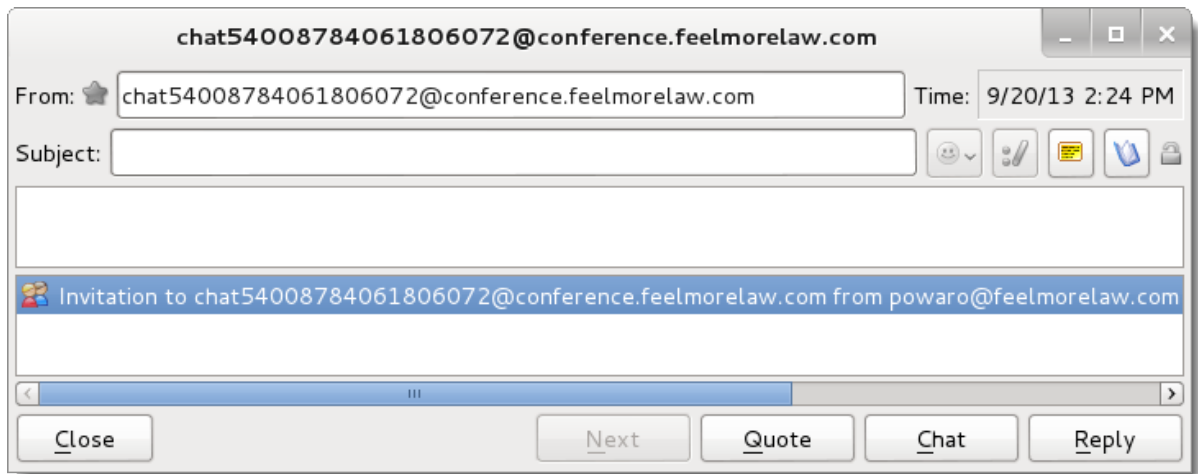 chat54008784061806072@conference.feelmorelaw.com
From: chat54008784061806072@conference.feelmorelaw.com Time: 9/20/13 2:24 PM
Subject:
Invitation to chat54008784061806072@conference.feelmorelaw.com from powaro@feelmorelaw.com
Close Next Quote Chat Reply